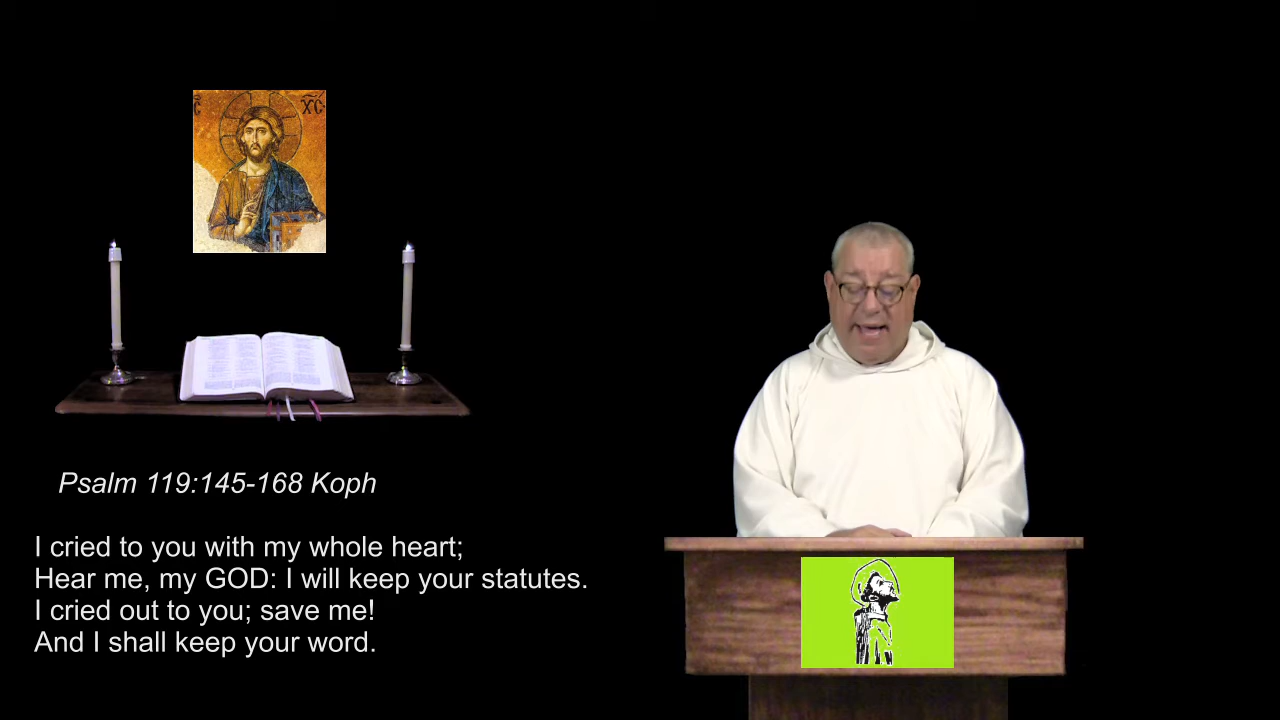 XC
Psalm 119:145-168 Koph
I cried to you with my whole heart;
Hear me, my GOD: I will keep your statutes.
I cried out to you; save me!
And I shall keep your word.